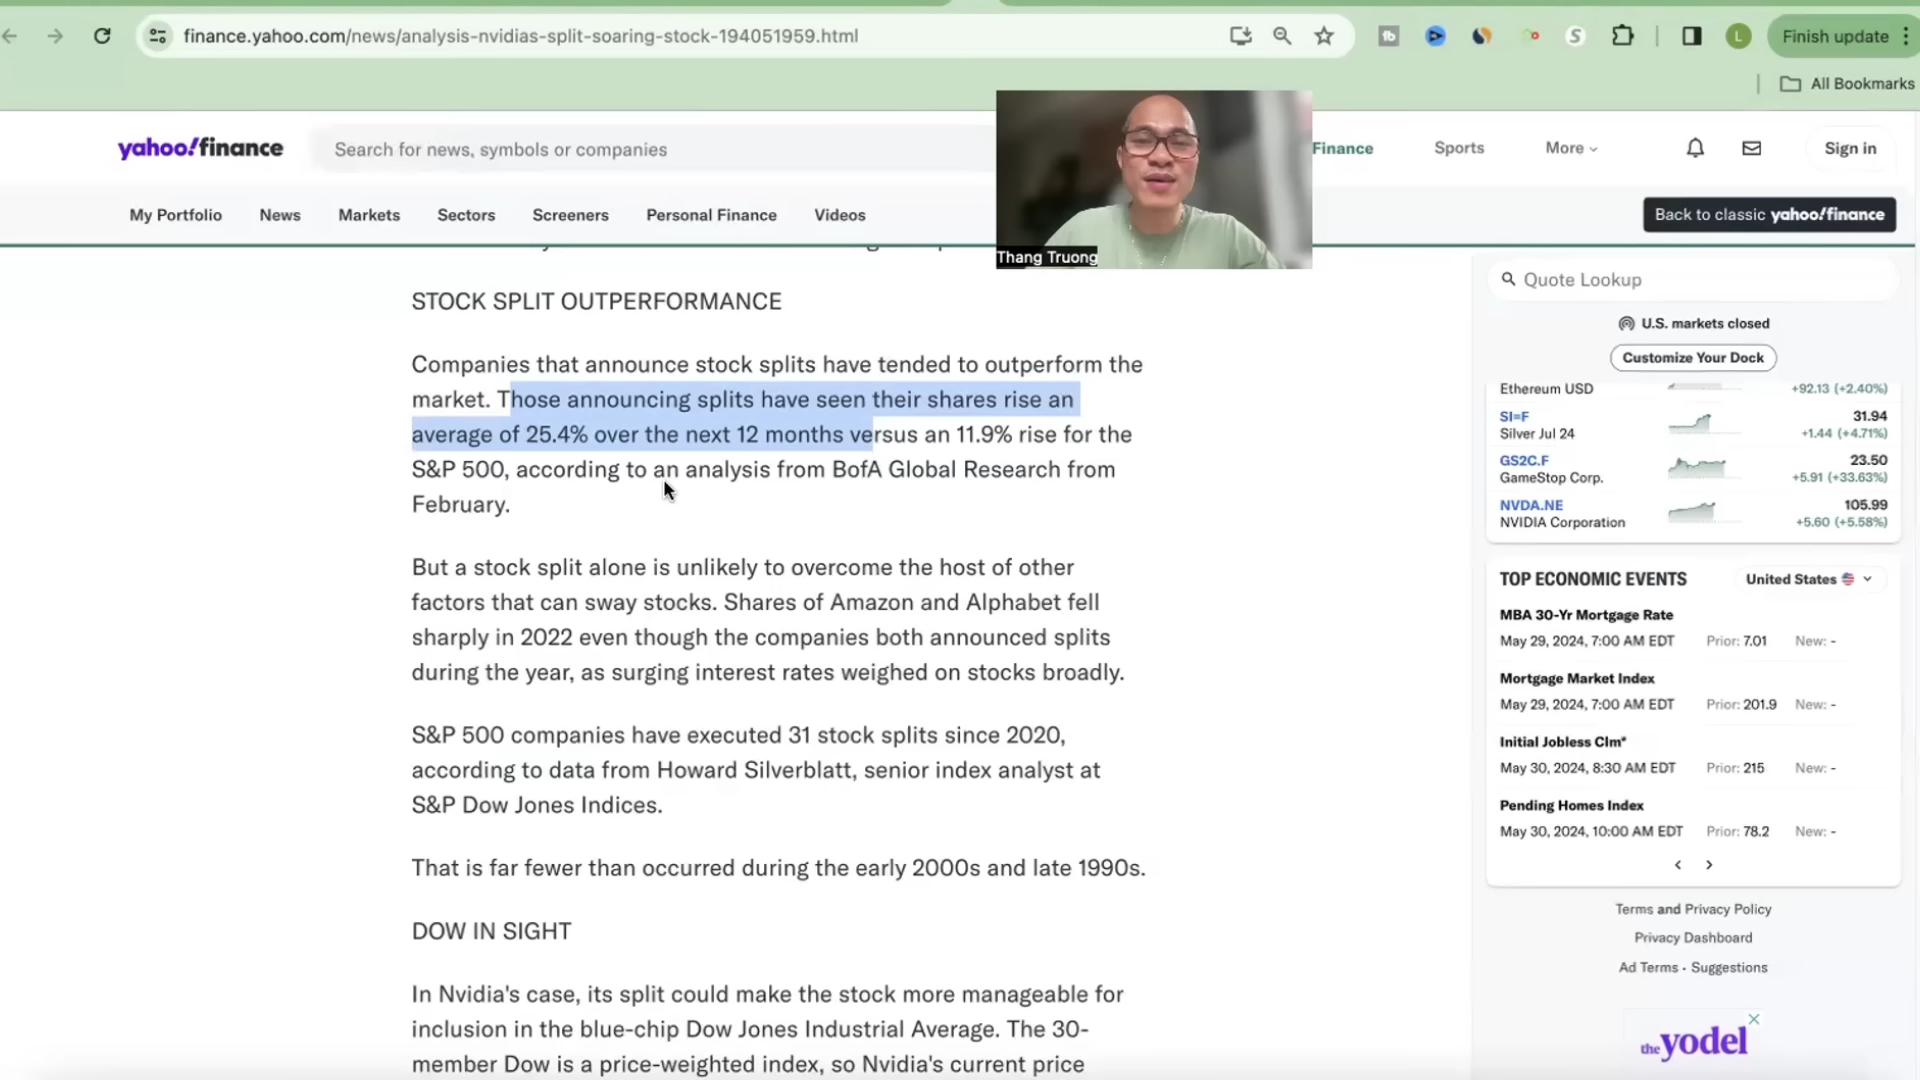 finance.yahoo.com/news/analysis-nvidias-split-soaring-stock-194051959.html
fb
S
L
Finish update
All Bookmarks
yahoo!finance
Search for news, symbols or companies
Finance
Sports
More
Sign in
Thang Truong
My Portfolio
News
Markets
Sectors
Screeners
Personal Finance
Videos
Back to classic yahoo!finance
STOCK SPLIT OUTPERFORMANCE
Companies that announce stock splits have tended to outperform the
market. Those announcing splits have seen their shares rise an
average of 25.4% over the next 12 months versus an 11.9% rise for the
S&P 500, according to an analysis from BofA Global Research from
February.
But a stock split alone is unlikely to overcome the host of other
factors that can sway stocks. Shares of Amazon and Alphabet fell
sharply in 2022 even though the companies both announced splits
during the year, as surging interest rates weighed on stocks broadly.
S&P 500 companies have executed 31 stock splits since 2020,
according to data from Howard Silverblatt, senior index analyst at
S&P Dow Jones Indices.
That is far fewer than occurred during the early 2000s and late 1990s.
DOW IN SIGHT
In Nvidia's case, its split could make the stock more manageable for
inclusion in the blue-chip Dow Jones Industrial Average. The 30-
member Dow is a price-weighted index, so Nvidia's current price
Quote Lookup
U.S. markets closed
Customize Your Dock
Ethereum USD +92.13 (+2.40%)
SI=F 31.94
Silver Jul 24 +1.44 (+4.71%)
GS2C.F 23.50
GameStop Corp. +5.91 (+33.63%)
NVDA.NE 105.99
NVIDIA Corporation +5.60 (+5.58%)
TOP ECONOMIC EVENTS United States
MBA 30-Yr Mortgage Rate
May 29, 2024, 7:00 AM EDT Prior: 7.01 New: -
Mortgage Market Index
May 29, 2024, 7:00 AM EDT Prior: 201.9 New: -
Initial Jobless Clm*
May 30, 2024, 8:30 AM EDT Prior: 215 New: -
Pending Homes Index
May 30, 2024, 10:00 AM EDT Prior: 78.2 New: -
Terms and Privacy Policy
Privacy Dashboard
Ad Terms • Suggestions
the yodel